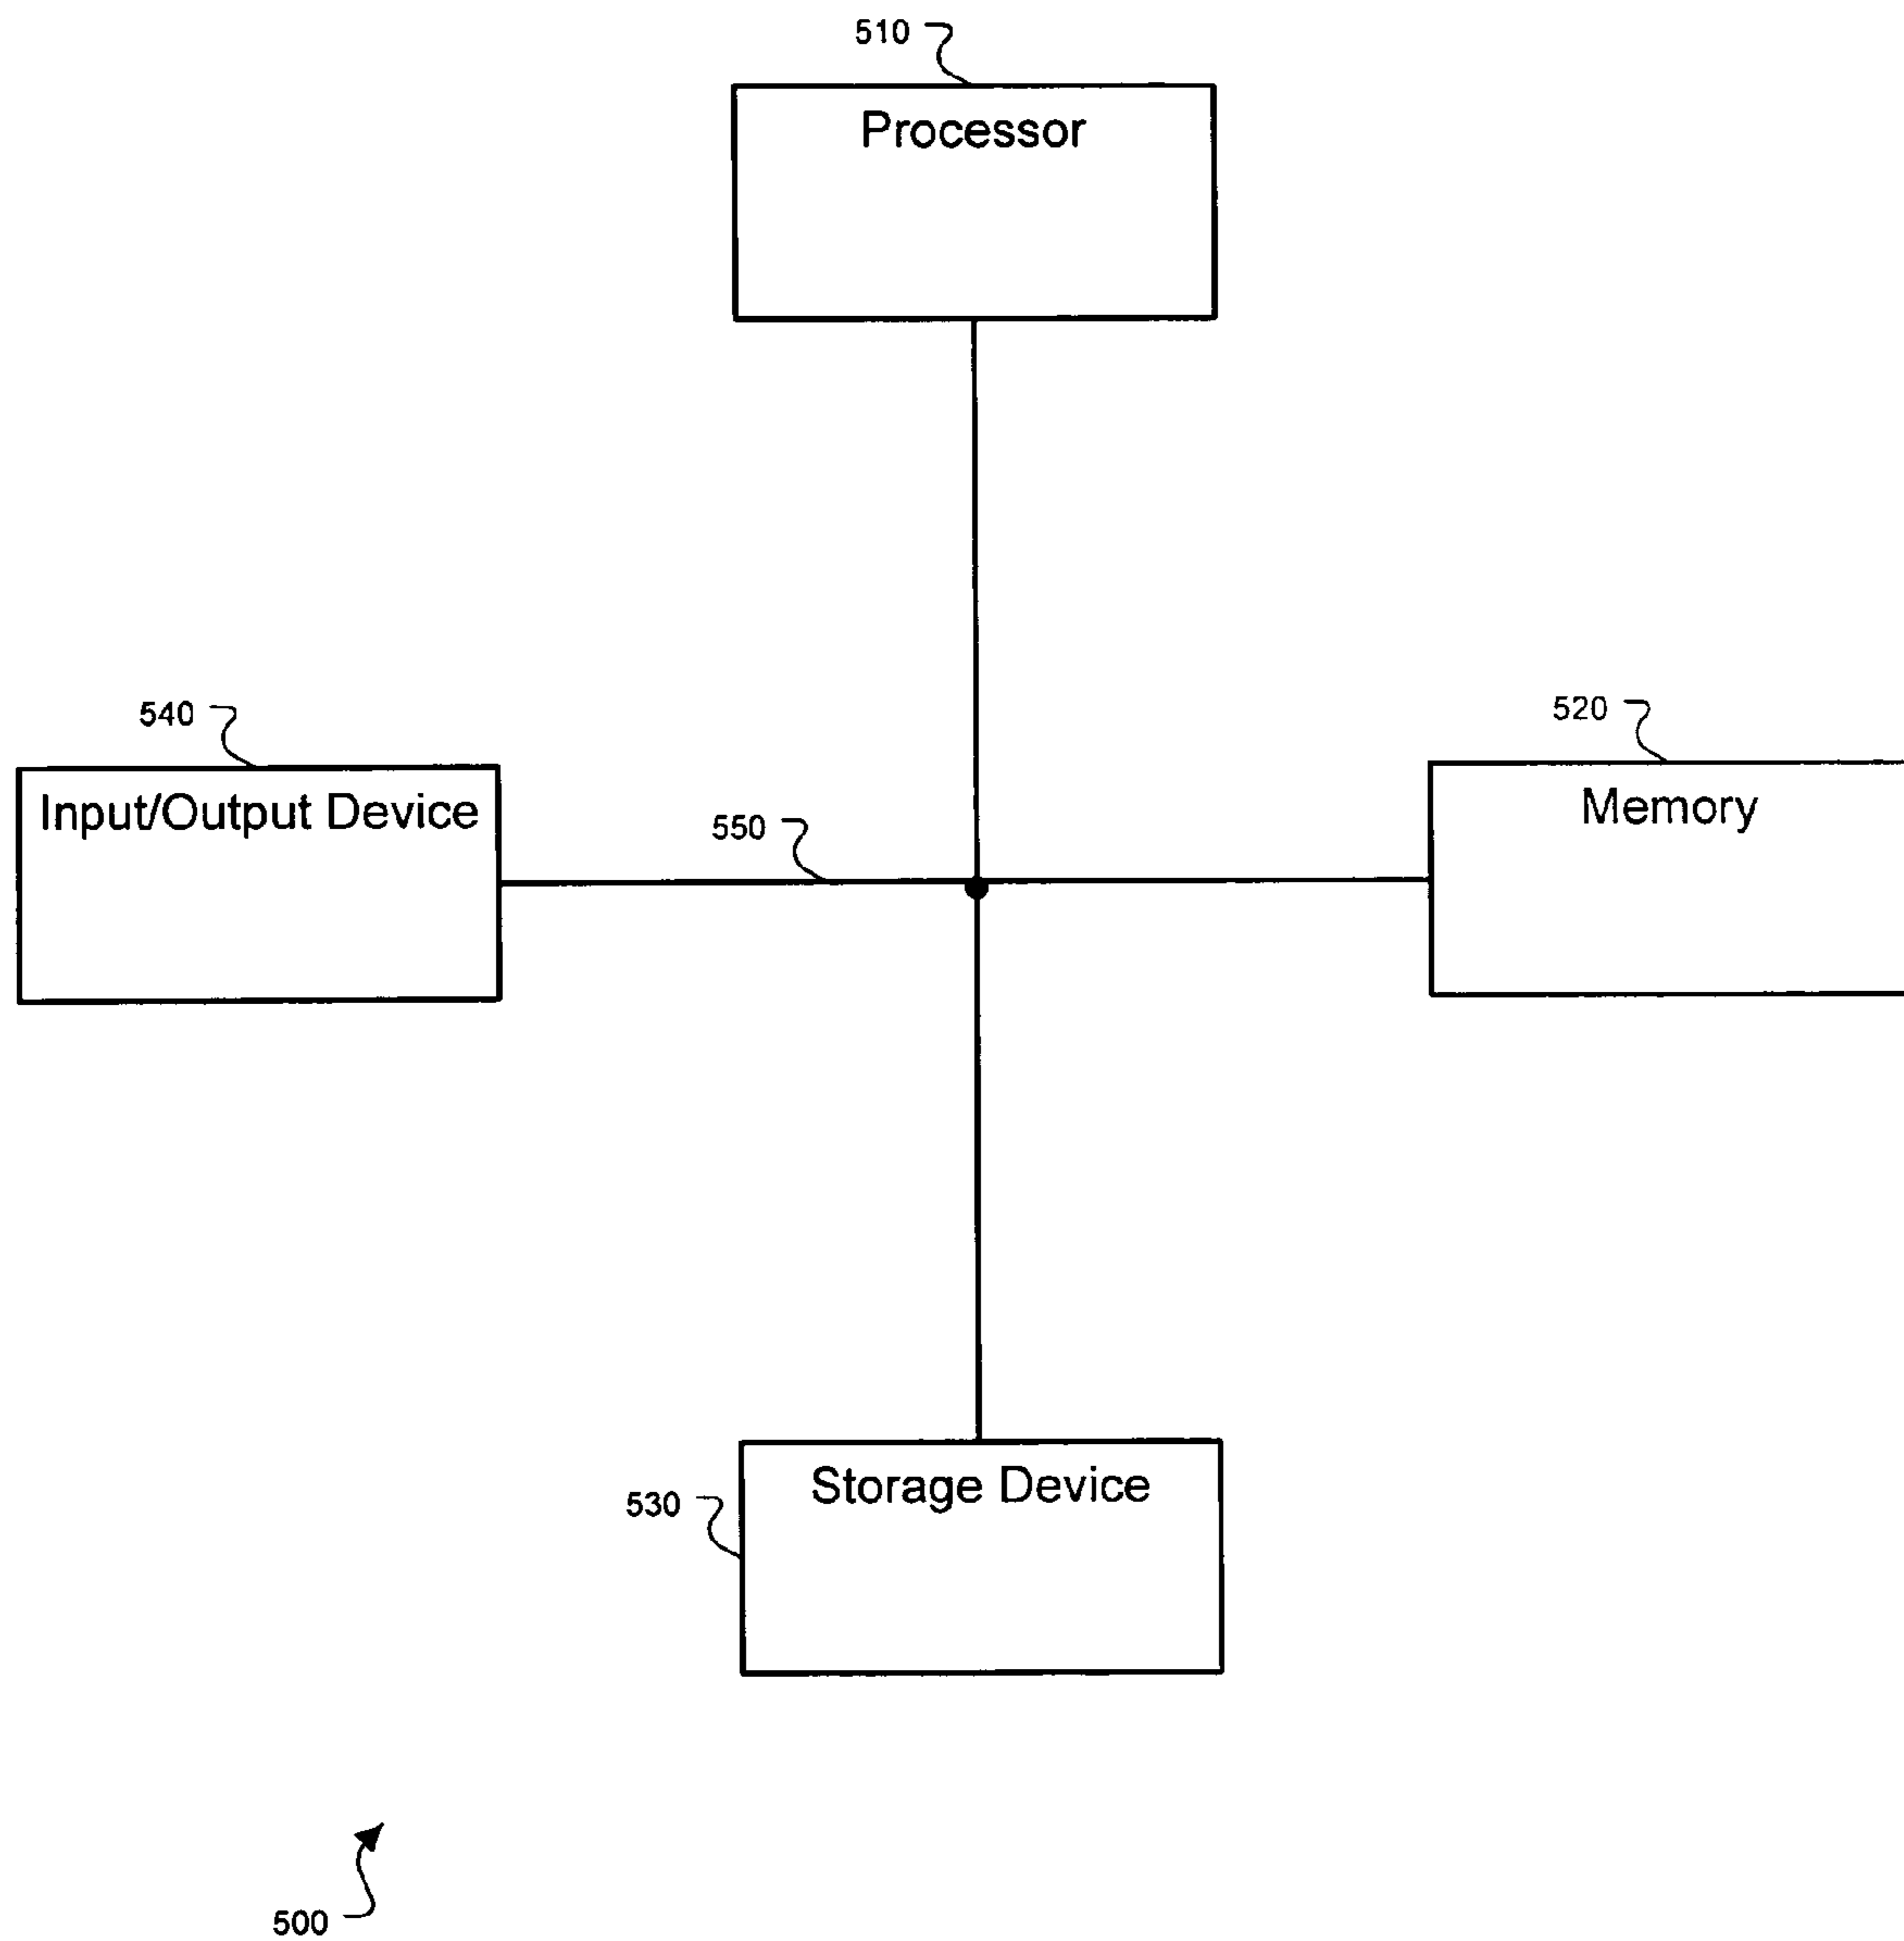 510
Processor
540
520
Input/Output Device
Memory
550
Storage Device
530
500